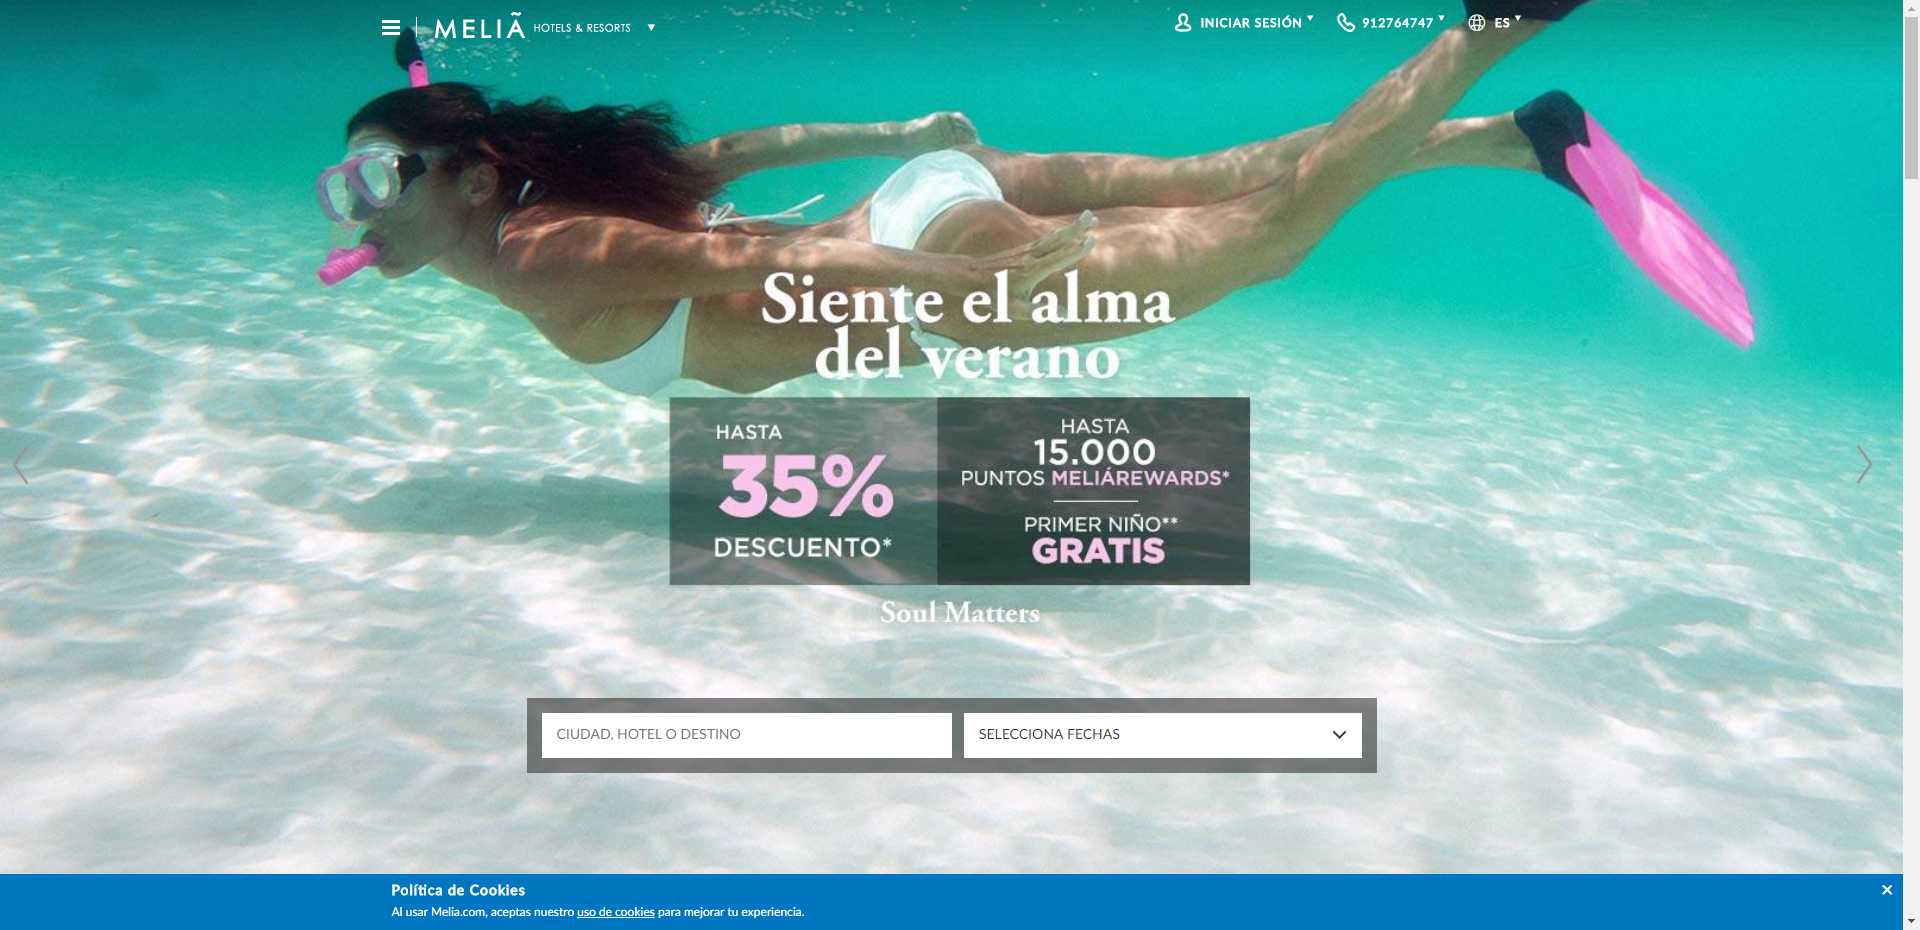 MELIÃ HOTELS & RESORTS
INICIAR SESIÓN
912764747
ES
Siente el alma
del verano
HASTA
35%
DESCUENTO*
HASTA
15.000
PUNTOS MELIÁREWARDS*
PRIMER NIÑO**
GRATIS
Soul Matters
CIUDAD, HOTEL O DESTINO
SELECCIONA FECHAS
Política de Cookies
Al usar Melia.com, aceptas nuestro uso de cookies para mejorar tu experiencia.